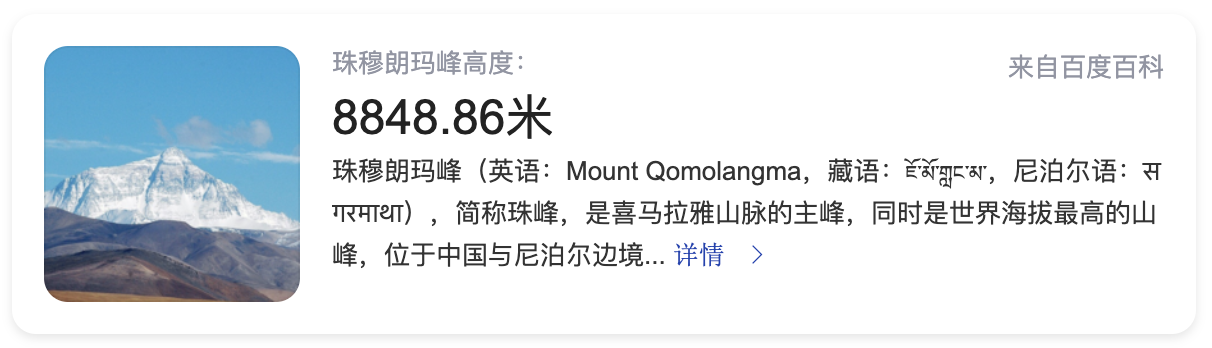 珠穆朗玛峰高度：
来自百度百科
8848.86米
珠穆朗玛峰（英语：Mount Qomolangma，藏语：ཇོ་མོ་གླང་མ་，尼泊尔语：स
गरमाथा），简称珠峰，是喜马拉雅山脉的主峰，同时是世界海拔最高的山
峰，位于中国与尼泊尔边境... 详情 >